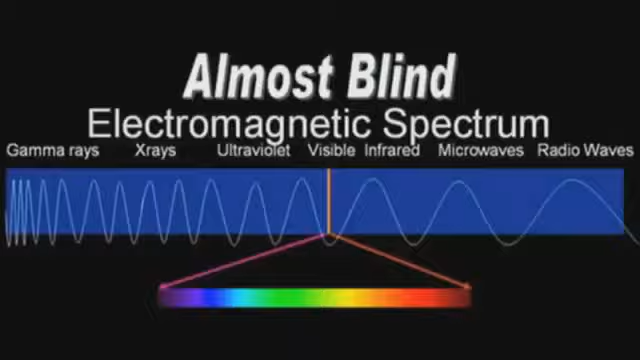 Almost Blind
Electromagnetic Spectrum
Gamma rays Xrays Ultraviolet Visible Infrared Microwaves Radio Waves